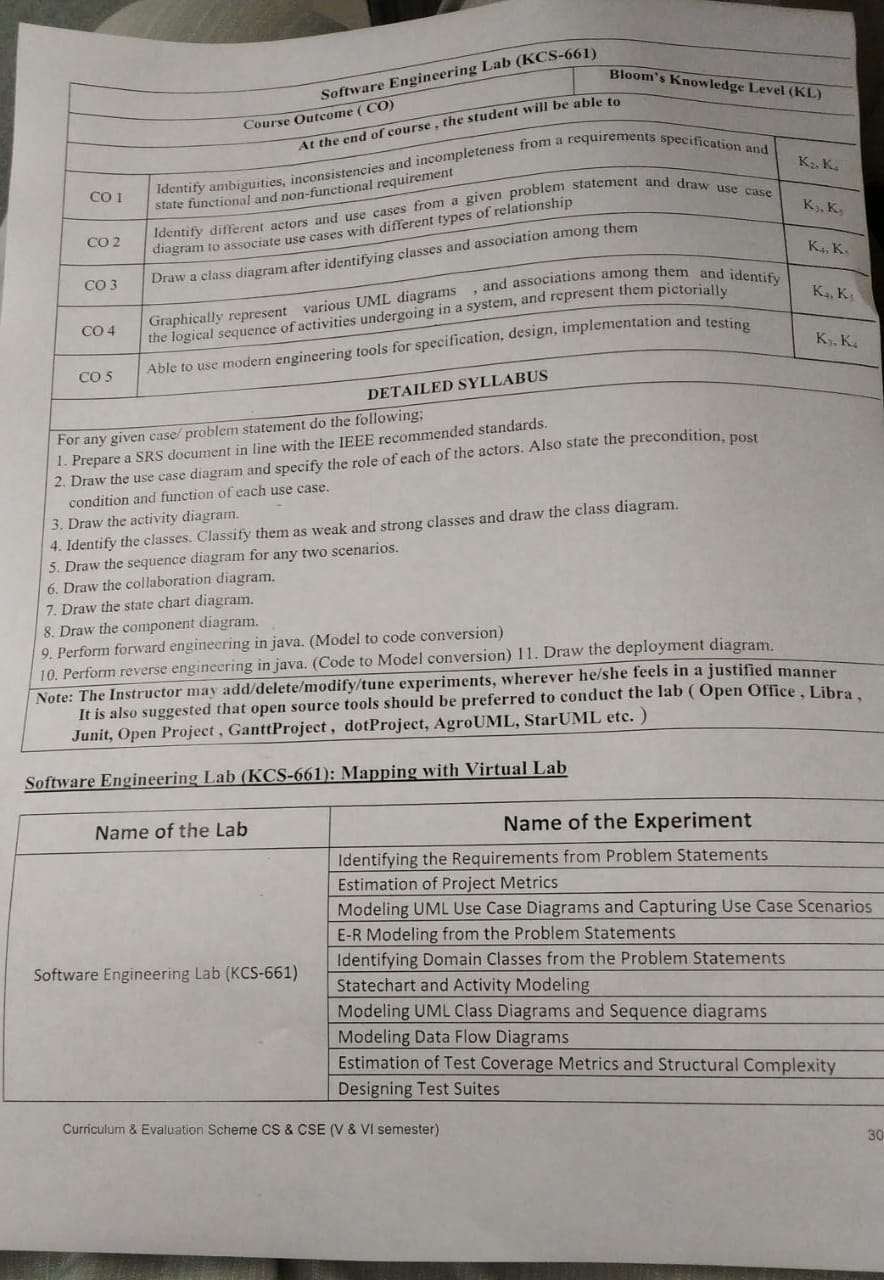 Software Engineering Lab (KCS-661)
Course Outcome ( CO)
Bloom's Knowledge Level (KL)
At the end of course , the student will be able to
CO 1
Identify ambiguities, inconsistencies and incompleteness from a requirements specification and
state functional and non-functional requirement
K₂, K₄
CO 2
Identify different actors and use cases from a given problem statement and draw use case
diagram to associate use cases with different types of relationship
K₃, K₅
CO 3
Draw a class diagram after identifying classes and association among them
K₄,
CO 4
Graphically represent various UML diagrams , and associations among them and identify
the logical sequence of activities undergoing in a system, and represent them pictorially
K₄, K₅
CO 5
Able to use modern engineering tools for specification, design, implementation and testing
K₃, K₄
DETAILED SYLLABUS
For any given case/ problem statement do the following;
1. Prepare a SRS document in line with the IEEE recommended standards.
2. Draw the use case diagram and specify the role of each of the actors. Also state the precondition, post
condition and function of each use case.
3. Draw the activity diagram.
4. Identify the classes. Classify them as weak and strong classes and draw the class diagram.
5. Draw the sequence diagram for any two scenarios.
6. Draw the collaboration diagram.
7. Draw the state chart diagram.
8. Draw the component diagram.
9. Perform forward engineering in java. (Model to code conversion)
10. Perform reverse engineering in java. (Code to Model conversion) 11. Draw the deployment diagram.
Note: The Instructor may add/delete/modify/tune experiments, wherever he/she feels in a justified manner
It is also suggested that open source tools should be preferred to conduct the lab ( Open Office , Libra ,
Junit, Open Project , GanttProject , dotProject, AgroUML, StarUML etc. )
Software Engineering Lab (KCS-661): Mapping with Virtual Lab
Name of the Lab
Name of the Experiment
Software Engineering Lab (KCS-661)
Identifying the Requirements from Problem Statements
Estimation of Project Metrics
Modeling UML Use Case Diagrams and Capturing Use Case Scenarios
E-R Modeling from the Problem Statements
Identifying Domain Classes from the Problem Statements
Statechart and Activity Modeling
Modeling UML Class Diagrams and Sequence diagrams
Modeling Data Flow Diagrams
Estimation of Test Coverage Metrics and Structural Complexity
Designing Test Suites
Curriculum & Evaluation Scheme CS & CSE (V & VI semester)
30